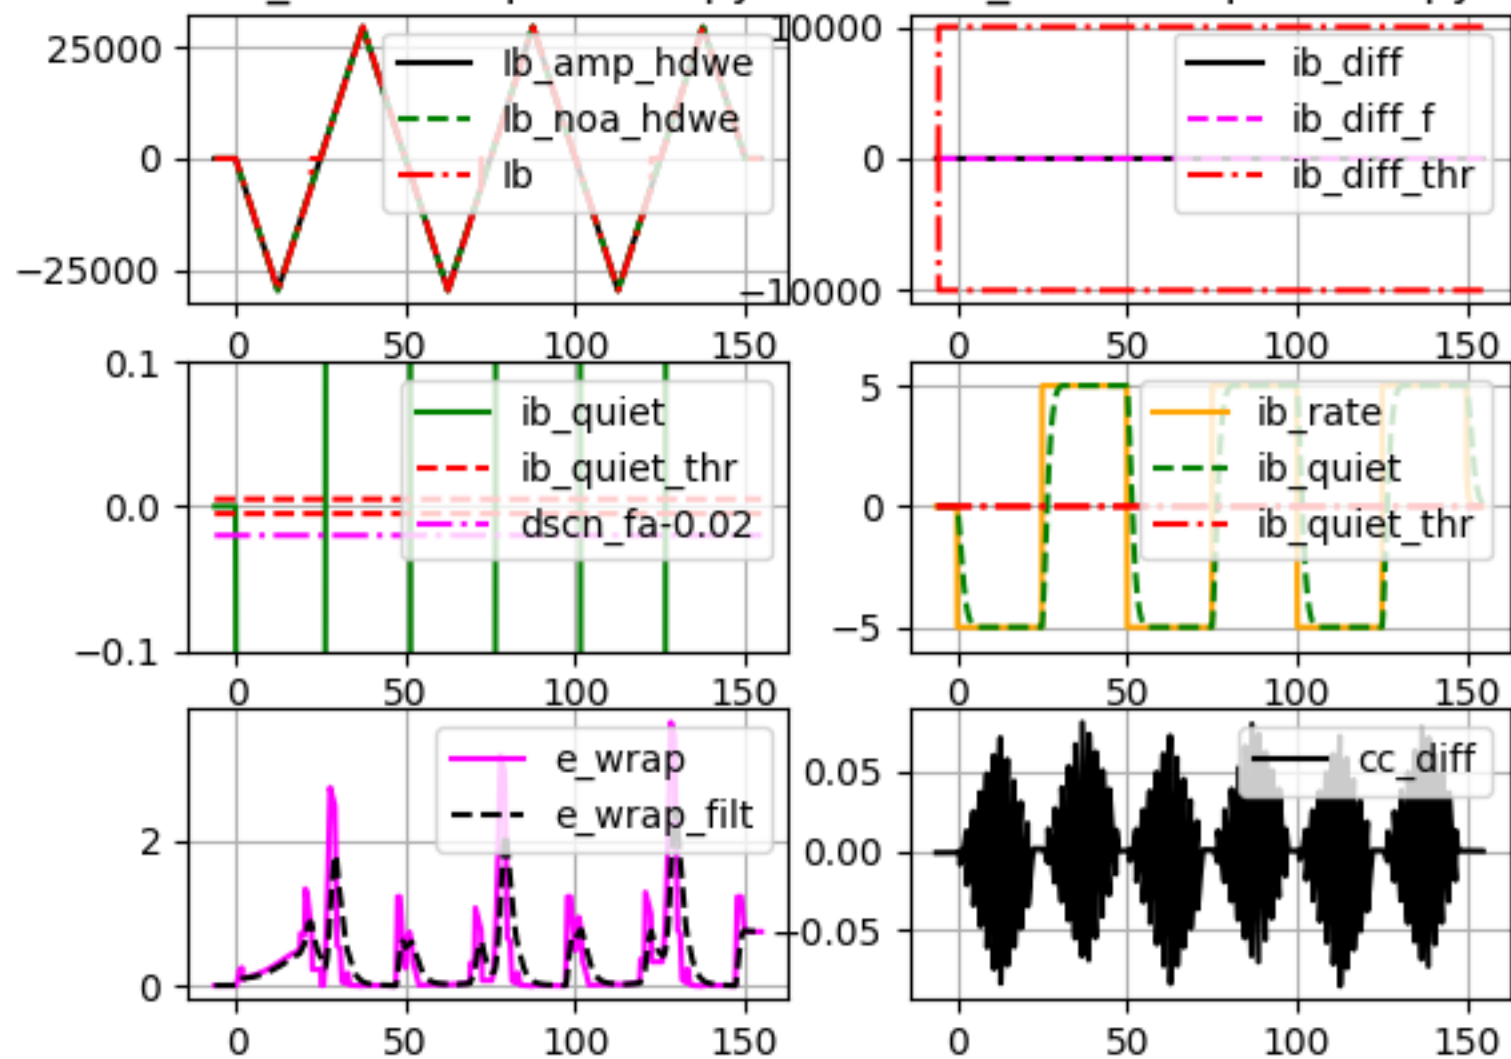 25000
0
−25000
Ib_amp_hdwe
Ib_noa_hdwe
Ib
0 50 100 150
10000
0
−10000
ib_diff
ib_diff_f
ib_diff_thr
0 50 100 150
0.1
0.0
−0.1
ib_quiet
ib_quiet_thr
dscn_fa-0.02
0 50 100 150
5
0
−5
ib_rate
ib_quiet
ib_quiet_thr
0 50 100 150
2
0
e_wrap
e_wrap_filt
0 50 100 150
0.05
0.00
−0.05
cc_diff
0 50 100 150